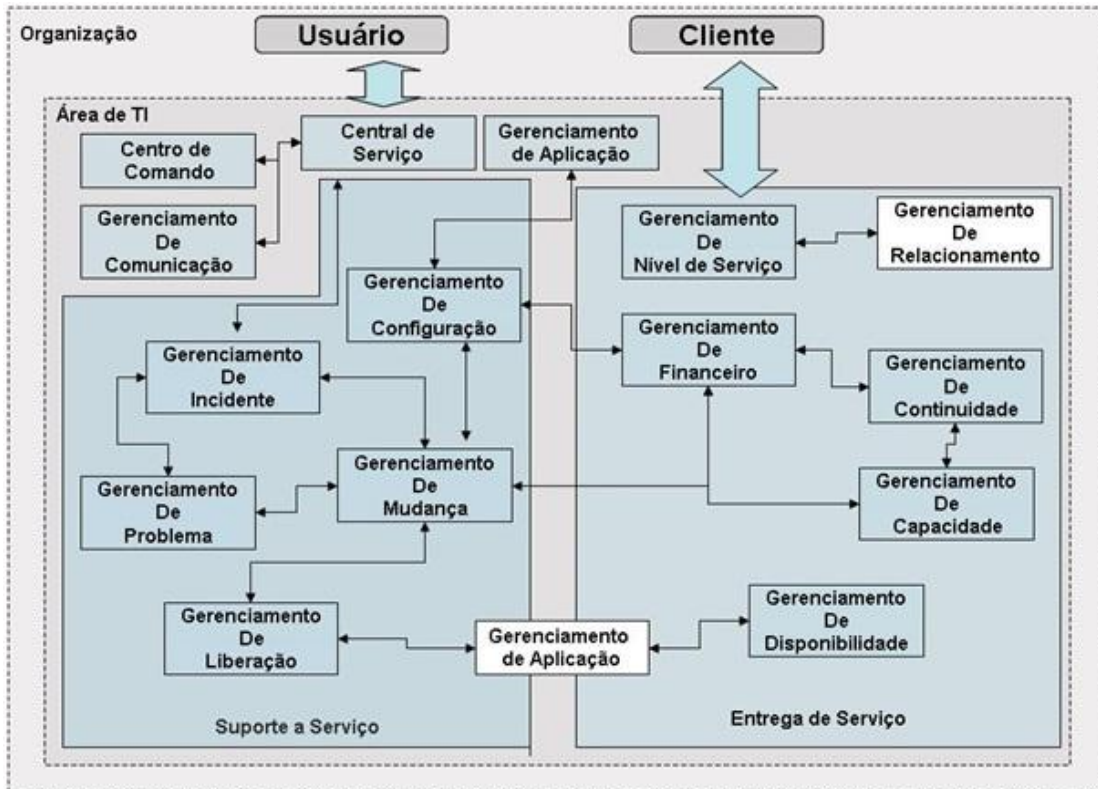 Organização
Usuário
Cliente
Área de TI
Centro de
Comando
Central de
Serviço
Gerenciamento
de Aplicação
Gerenciamento
De
Comunicação
Gerenciamento
De
Nível de Serviço
Gerenciamento
De
Relacionamento
Gerenciamento
De
Configuração
Gerenciamento
De
Financeiro
Gerenciamento
De
Incidente
Gerenciamento
De
Continuidade
Gerenciamento
De
Problema
Gerenciamento
De
Mudança
Gerenciamento
De
Capacidade
Gerenciamento
De
Liberação
Gerenciamento
de Aplicação
Gerenciamento
De
Disponibilidade
Suporte a Serviço
Entrega de Serviço